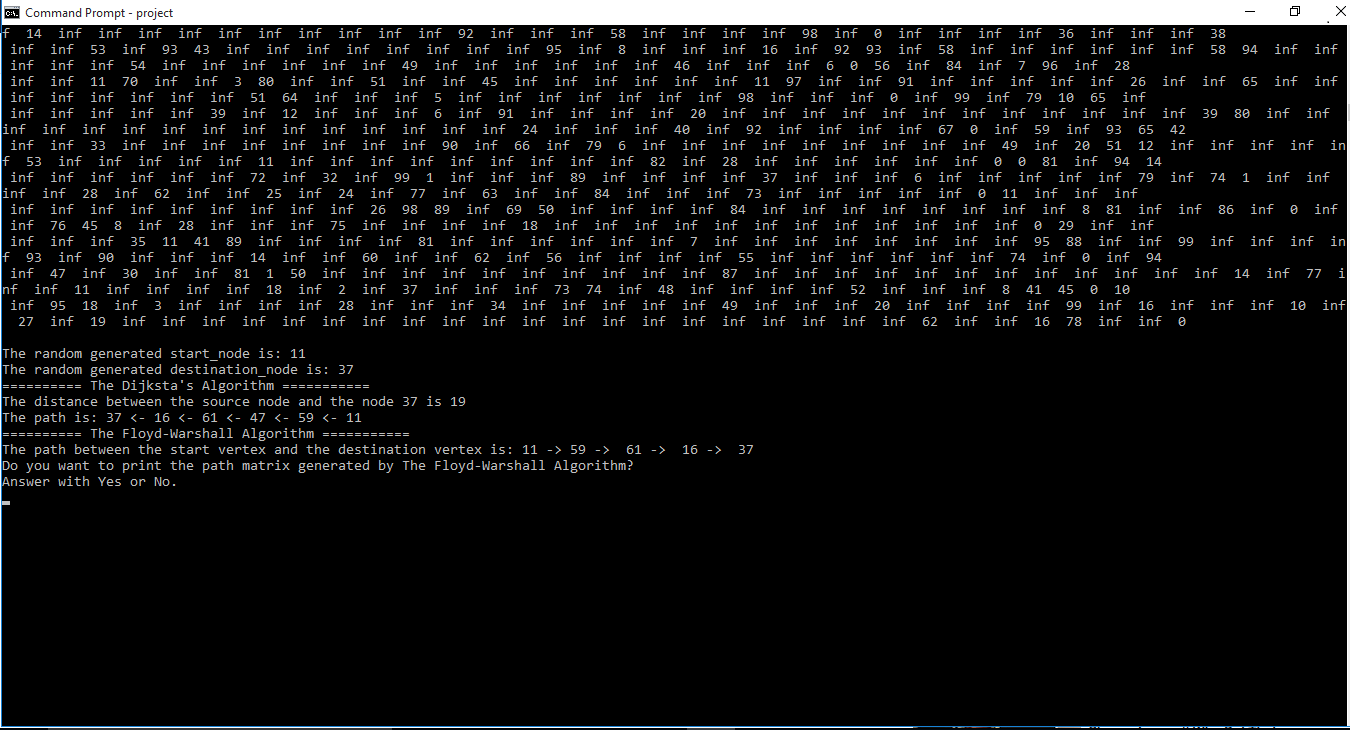 Command Prompt - project
f 14 inf inf inf inf inf inf inf inf inf 92 inf inf inf 58 inf inf inf inf 98 inf 0 inf inf inf inf 36 inf inf inf 38
inf inf 53 inf 93 43 inf inf inf inf inf inf inf inf 95 inf 8 inf inf inf 16 inf 92 93 inf 58 inf inf inf inf inf inf 58 94 inf inf
inf inf inf 54 inf inf inf inf inf inf 49 inf inf inf inf inf inf 46 inf inf inf 6 0 56 inf 84 inf 7 96 inf 28
inf inf 11 70 inf inf 3 80 inf inf 51 inf inf 45 inf inf inf inf inf inf 11 97 inf inf 91 inf inf inf inf inf 26 inf inf 65 inf inf
inf inf inf inf inf inf 51 64 inf inf inf 5 inf inf inf inf inf inf inf 98 inf inf inf 0 inf 99 inf 79 10 65 inf
inf inf inf inf inf 39 inf 12 inf inf inf 6 inf 91 inf inf inf inf 20 inf inf inf inf inf inf inf inf inf inf inf inf 39 80 inf inf
inf inf inf inf inf inf inf inf inf inf inf inf inf 24 inf inf inf 40 inf 92 inf inf inf inf 67 0 inf 59 inf 93 65 42
inf inf 33 inf inf inf inf inf inf inf inf 90 inf 66 inf 79 6 inf inf inf inf inf inf inf inf inf 49 inf 20 51 12 inf inf inf inf in
f 53 inf inf inf inf inf 11 inf inf inf inf inf inf inf inf inf 82 inf 28 inf inf inf inf inf inf 0 0 81 inf 94 14
inf inf inf inf inf inf 72 inf 32 inf 99 1 inf inf inf 89 inf inf inf inf 37 inf inf inf 6 inf inf inf inf inf 79 inf 74 1 inf inf
inf inf 28 inf 62 inf inf 25 inf 24 inf 77 inf 63 inf inf 84 inf inf inf 73 inf inf inf inf inf 0 11 inf inf inf
inf inf inf inf inf inf inf inf inf 26 98 89 inf 69 50 inf inf inf inf 84 inf inf inf inf inf inf inf inf 8 81 inf inf 86 inf 0 inf
inf 76 45 8 inf 28 inf inf inf 75 inf inf inf inf 18 inf inf inf inf inf inf inf inf inf inf inf inf 0 29 inf inf
inf inf inf 35 11 41 89 inf inf inf inf 81 inf inf inf inf inf inf 7 inf inf inf inf inf inf inf inf 95 88 inf inf 99 inf inf inf in
f 93 inf 90 inf inf inf 14 inf inf 60 inf inf 62 inf 56 inf inf inf inf 55 inf inf inf inf inf inf 74 inf 0 inf 94
inf 47 inf 30 inf inf 81 1 50 inf inf inf inf inf inf inf inf inf inf 87 inf inf inf inf inf inf inf inf inf inf inf inf 14 inf 77 i
nf inf 11 inf inf inf inf 18 inf 2 inf 37 inf inf inf 73 74 inf 48 inf inf inf inf 52 inf inf inf 8 41 45 0 10
inf 95 18 inf 3 inf inf inf inf 28 inf inf inf 34 inf inf inf inf inf 49 inf inf inf 20 inf inf inf inf 99 inf 16 inf inf inf 10 inf
27 inf 19 inf inf inf inf inf inf inf inf inf inf inf inf inf inf inf inf inf inf inf inf 62 inf inf 16 78 inf inf 0
The random generated start_node is: 11
The random generated destination_node is: 37
========== The Dijksta's Algorithm ===========
The distance between the source node and the node 37 is 19
The path is: 37 <- 16 <- 61 <- 47 <- 59 <- 11
========== The Floyd-Warshall Algorithm ===========
The path between the start vertex and the destination vertex is: 11 -> 59 -> 61 -> 16 -> 37
Do you want to print the path matrix generated by The Floyd-Warshall Algorithm?
Answer with Yes or No.